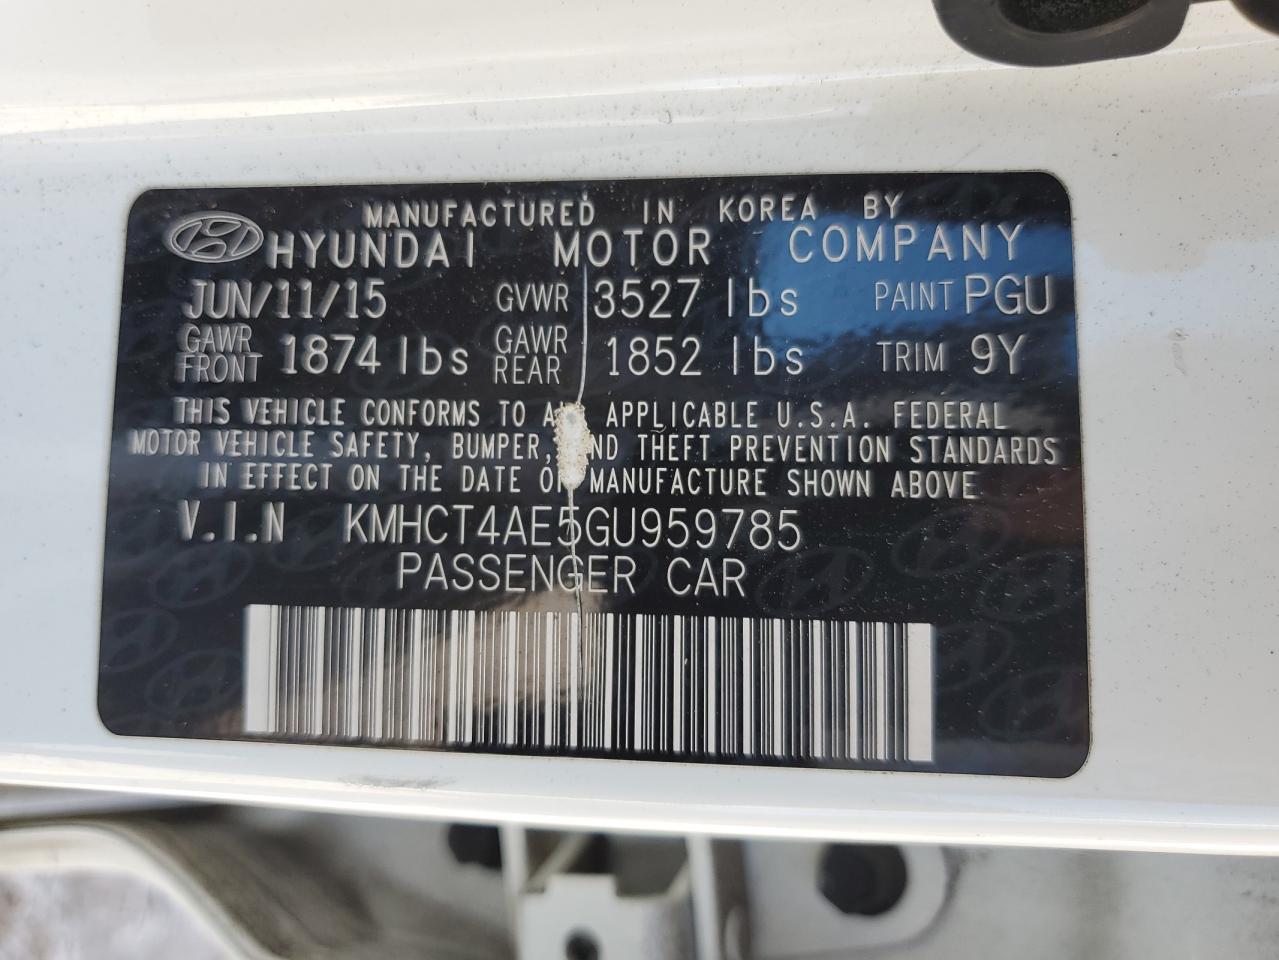 MANUFACTURED IN KOREA BY
HYUNDAI MOTOR COMPANY
JUN/11/15 GVWR 3527 lbs PAINT PGU
GAWR FRONT 1874 lbs GAWR REAR 1852 lbs TRIM 9Y
THIS VEHICLE CONFORMS TO APPLICABLE U.S.A. FEDERAL
MOTOR VEHICLE SAFETY, BUMPER, AND THEFT PREVENTION STANDARDS
IN EFFECT ON THE DATE OF MANUFACTURE SHOWN ABOVE
V.I.N KMHCT4AE5GU959785
PASSENGER CAR